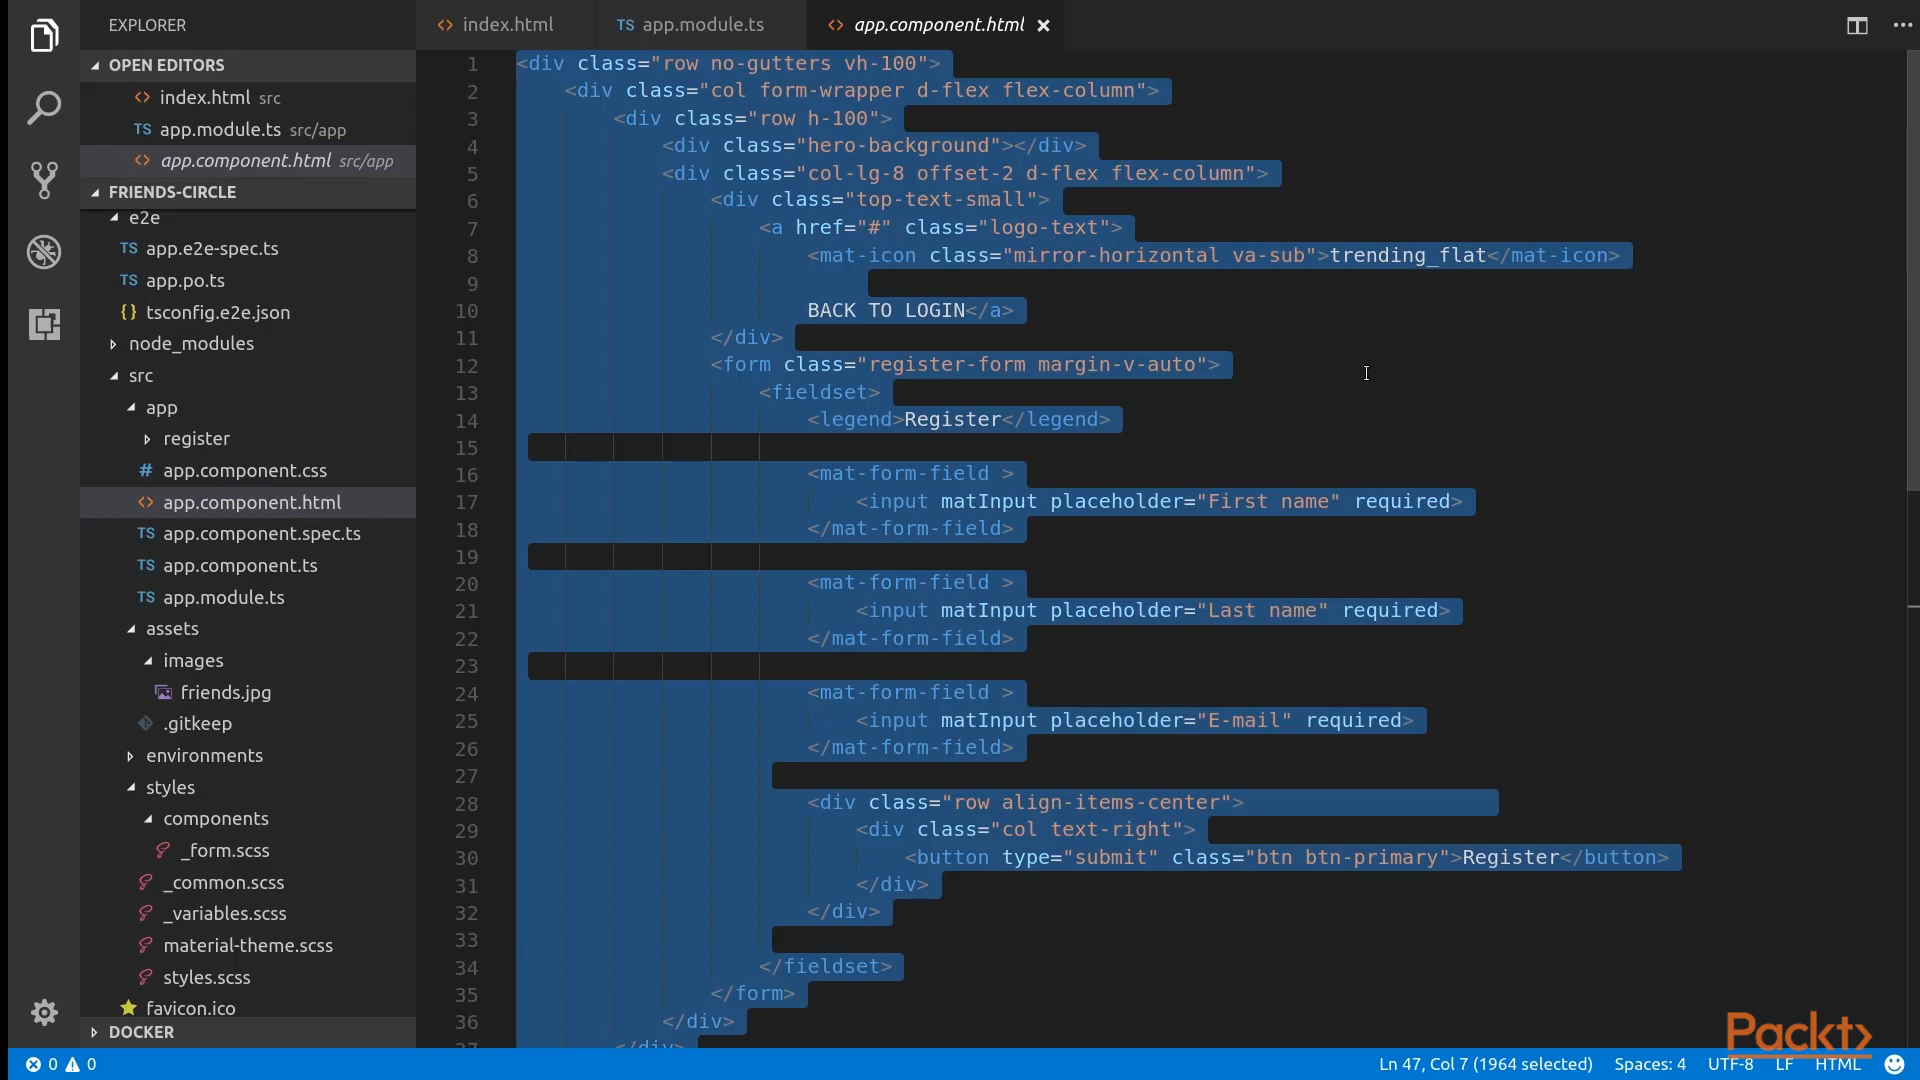 EXPLORER
OPEN EDITORS
index.html src
TS app.module.ts src/app
app.component.html src/app
FRIENDS-CIRCLE
e2e
TS app.e2e-spec.ts
TS app.po.ts
{} tsconfig.e2e.json
node_modules
src
app
register
# app.component.css
<> app.component.html
TS app.component.spec.ts
TS app.component.ts
TS app.module.ts
assets
images
friends.jpg
.gitkeep
environments
styles
components
_form.scss
_common.scss
_variables.scss
material-theme.scss
styles.scss
favicon.ico
DOCKER
<> index.html TS app.module.ts <> app.component.html
1 <div class="row no-gutters vh-100">
2 <div class="col form-wrapper d-flex flex-column">
3 <div class="row h-100">
4 <div class="hero-background"></div>
5 <div class="col-lg-8 offset-2 d-flex flex-column">
6 <div class="top-text-small">
7 <a href="#" class="logo-text">
8 <mat-icon class="mirror-horizontal va-sub">trending_flat</mat-icon>
9
10 BACK TO LOGIN</a>
11 </div>
12 <form class="register-form margin-v-auto">
13 <fieldset>
14 <legend>Register</legend>
15
16 <mat-form-field >
17 <input matInput placeholder="First name" required>
18 </mat-form-field>
19
20 <mat-form-field >
21 <input matInput placeholder="Last name" required>
22 </mat-form-field>
23
24 <mat-form-field >
25 <input matInput placeholder="E-mail" required>
26 </mat-form-field>
27
28 <div class="row align-items-center">
29 <div class="col text-right">
30 <button type="submit" class="btn btn-primary">Register</button>
31 </div>
32 </div>
33
34 </fieldset>
35 </form>
36 </div>
37 </div>
Packt>
0 0 Ln 47, Col 7 (1964 selected) Spaces: 4 UTF-8 LF HTML